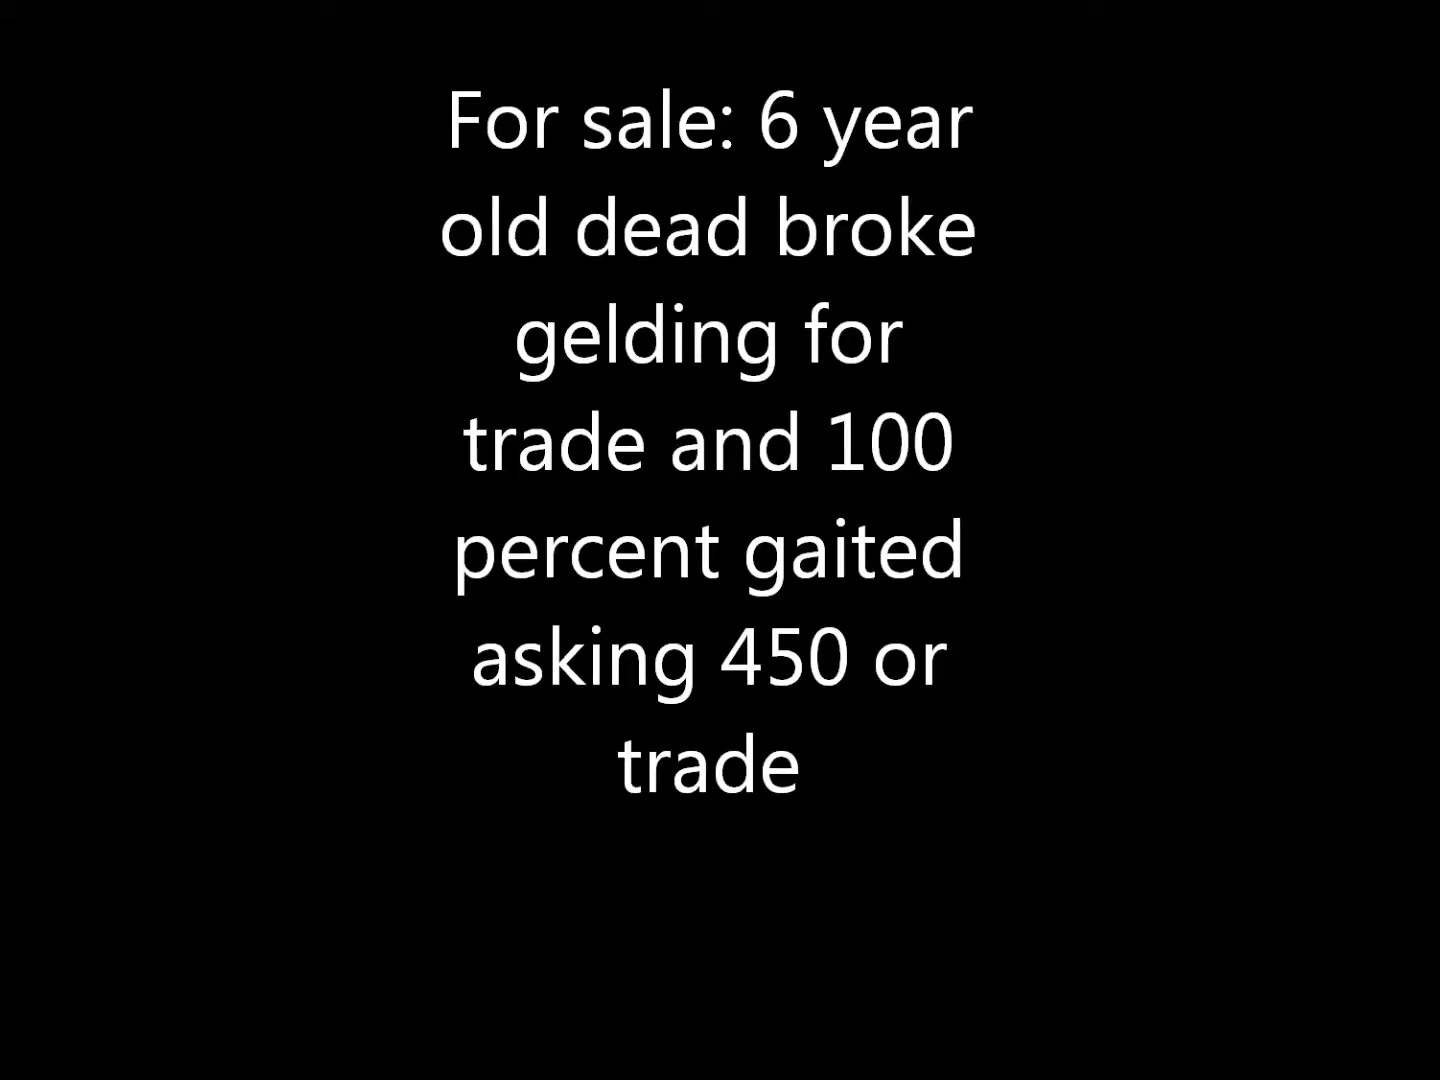 For sale: 6 year
old dead broke
gelding for
trade and 100
percent gaited
asking 450 or
trade